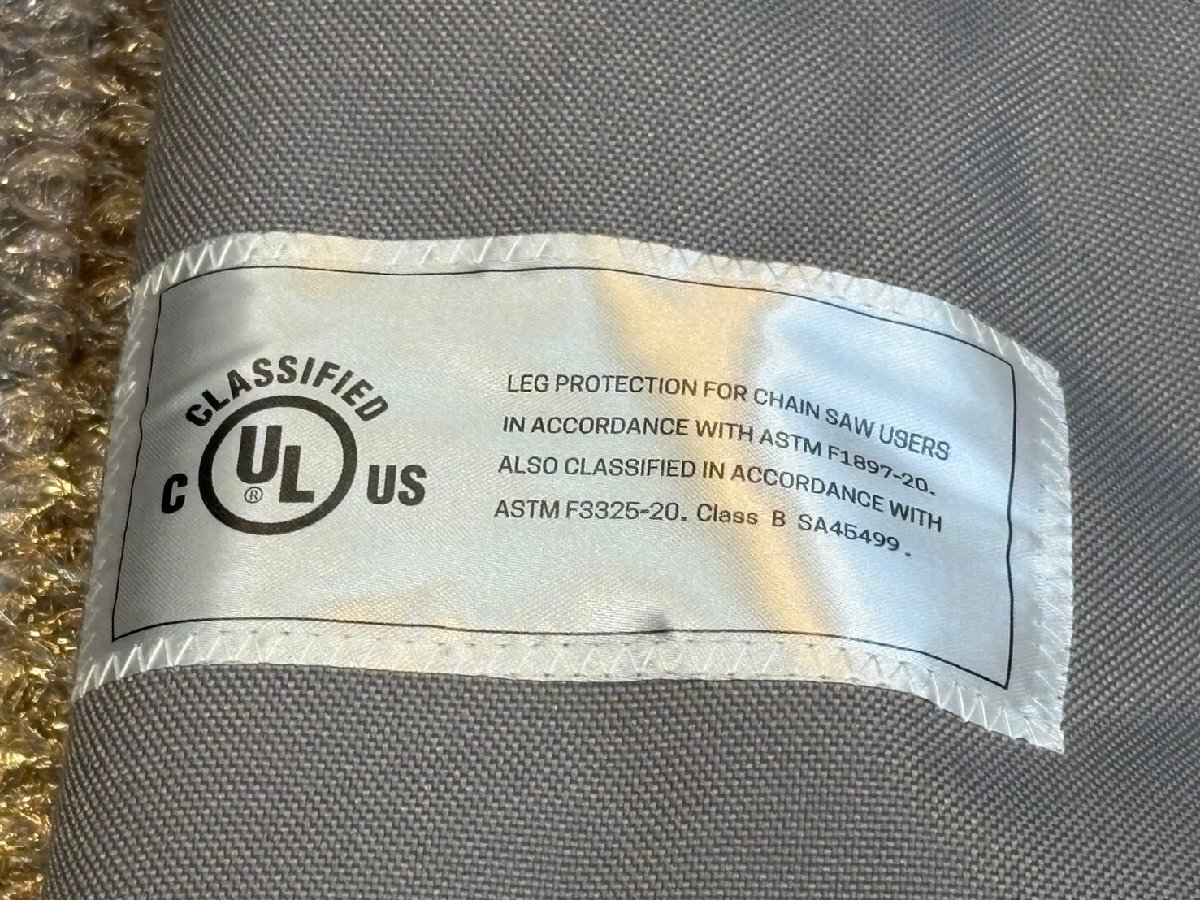 CLASSIFIED
C UL® US
LEG PROTECTION FOR CHAIN SAW USERS
IN ACCORDANCE WITH ASTM F1897-20.
ALSO CLASSIFIED IN ACCORDANCE WITH
ASTM F3325-20. Class B SA45499.